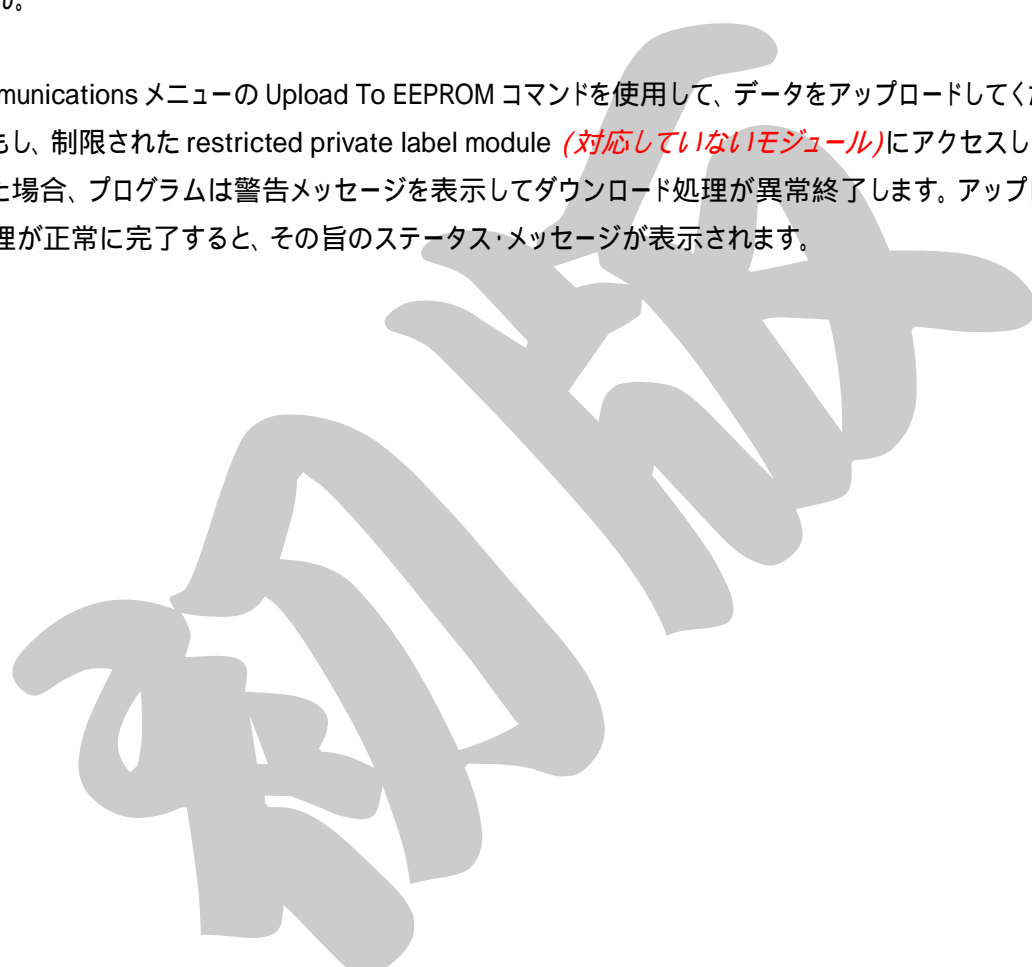 ん。
munications メニューの Upload To EEPROM コマンドを使用して、データをアップロードしてくだ
もし、制限された restricted private label module (対応していないモジュール)にアクセスし
た場合、プログラムは警告メッセージを表示してダウンロード処理が異常終了します。アップ
理が正常に完了すると、その旨のステータス・メッセージが表示されます。
初版